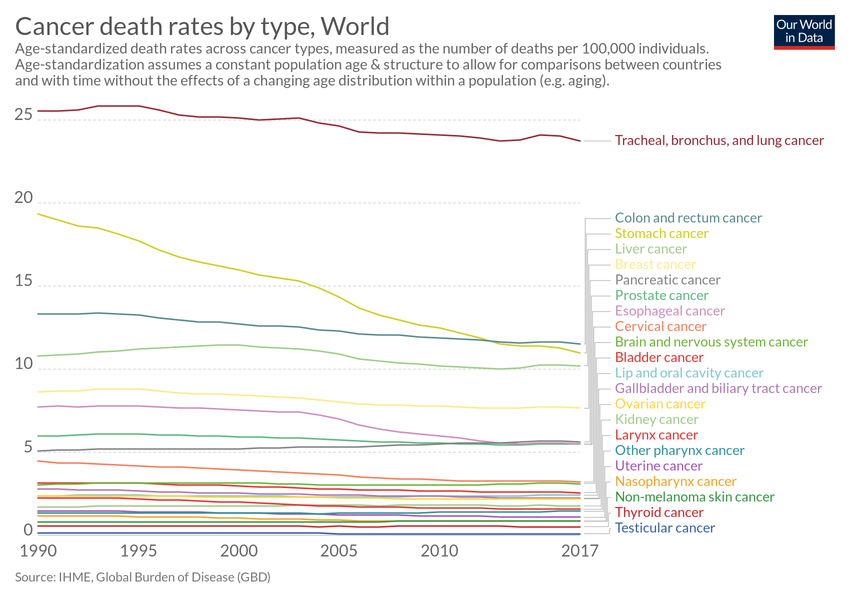 Cancer death rates by type, World
Our World
in Data
Age-standardized death rates across cancer types, measured as the number of deaths per 100,000 individuals.
Age-standardization assumes a constant population age & structure to allow for comparisons between countries
and with time without the effects of a changing age distribution within a population (e.g. aging).
25
20
15
10
5
0
1990
1995
2000
2005
2010
2017
Tracheal, bronchus, and lung cancer
Colon and rectum cancer
Stomach cancer
Liver cancer
Breast cancer
Pancreatic cancer
Prostate cancer
Esophageal cancer
Cervical cancer
Brain and nervous system cancer
Bladder cancer
Lip and oral cavity cancer
Gallbladder and biliary tract cancer
Ovarian cancer
Kidney cancer
Larynx cancer
Other pharynx cancer
Uterine cancer
Nasopharynx cancer
Non-melanoma skin cancer
Thyroid cancer
Testicular cancer
Source: IHME, Global Burden of Disease (GBD)